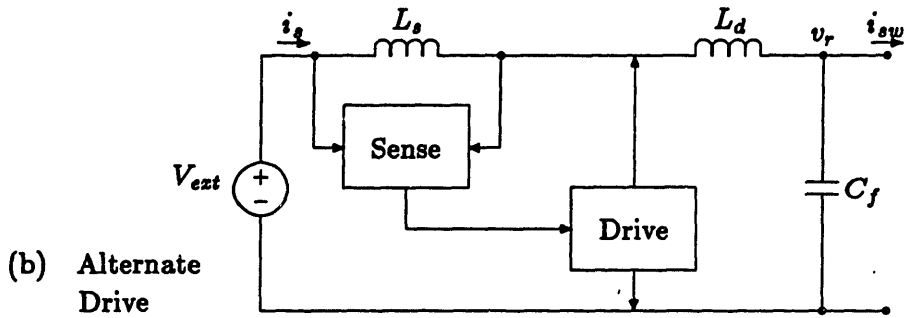 i_s L_s L_d v_r i_sw
Sense
V_ext + −
Drive C_f
(b) Alternate
Drive